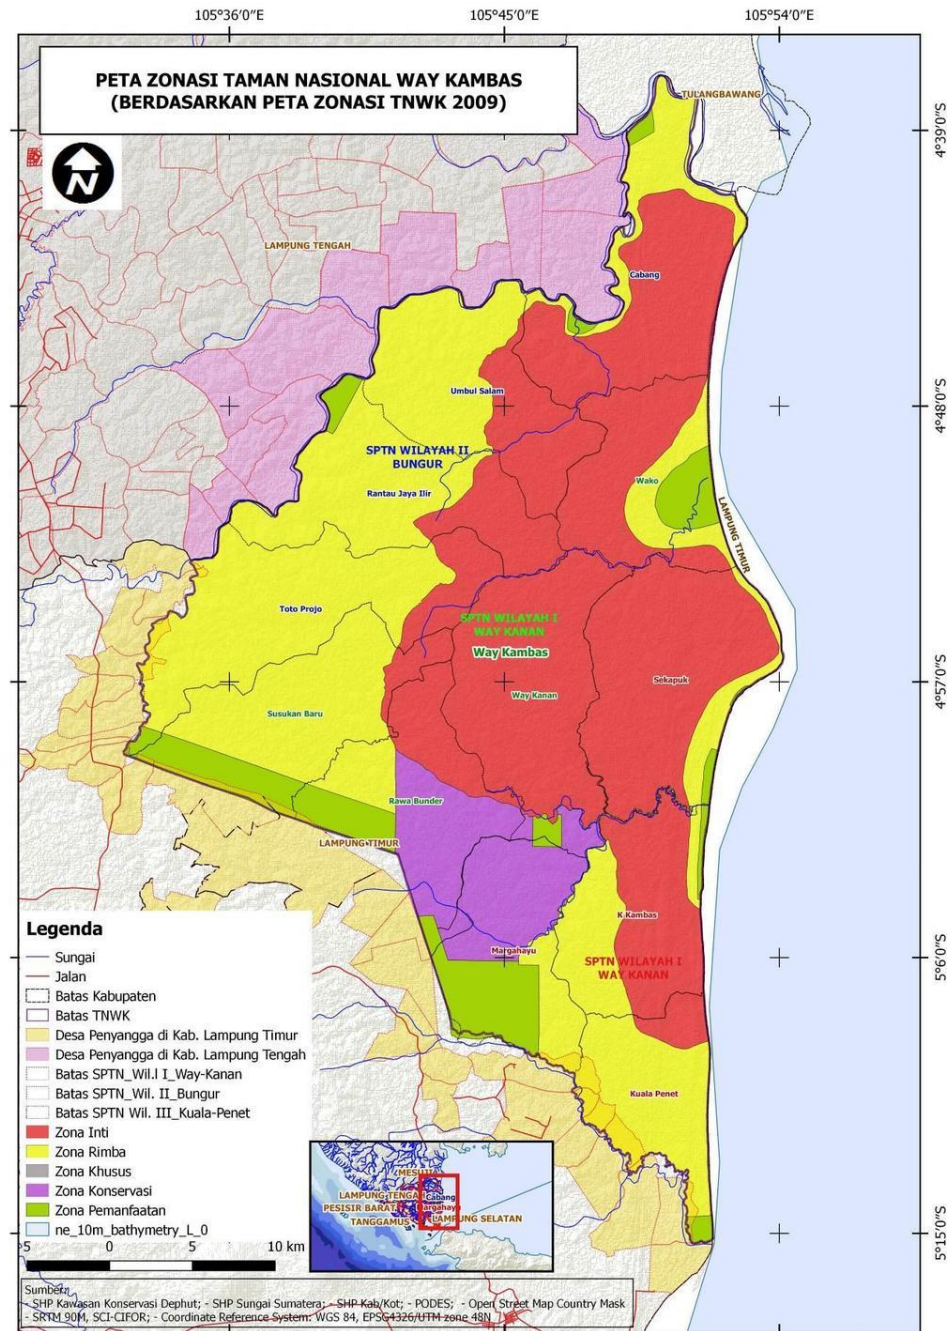 105°36'0"E 105°45'0"E 105°54'0"E
PETA ZONASI TAMAN NASIONAL WAY KAMBAS
(BERDASARKAN PETA ZONASI TNWK 2009)
TULANGBAWANG
4°39'0"S
N
LAMPUNG TENGAH
Cabang
Umbul Salam
4°48'0"S
SPTN WILAYAH II
BUNGUR
Wako
Rantau Jaya Ilir
LAMPUNG TIMUR
Toto Projo
SPTN WILAYAH I
WAY KANAN
Way Kambas
4°57'0"S
Sekapuk
Way Kanan
Susukan Baru
Rawa Bunder
LAMPUNG TIMUR
K Kambas
Margahayu
5°6'0"S
SPTN WILAYAH I
WAY KANAN
Kuala Penet
Legenda
Sungai
Jalan
Batas Kabupaten
Batas TNWK
Desa Penyangga di Kab. Lampung Timur
Desa Penyangga di Kab. Lampung Tengah
Batas SPTN_Wil.l I_Way-Kanan
Batas SPTN_Wil. II_Bungur
Batas SPTN Wil. III_Kuala-Penet
Zona Inti
Zona Rimba
Zona Khusus
Zona Konservasi
Zona Pemanfaatan
ne_10m_bathymetry_L_0
5 0 5 10 km
MESUJI
LAMPUNG TENGAH
Cabang
PESISIR BARAT
Margahayu
TANGGAMUS
LAMPUNG SELATAN
5°15'0"S
Sumber:
- SHP Kawasan Konservasi Dephut; - SHP Sungai Sumatera; - SHP Kab/Kot; - PODES; - Open Street Map Country Mask
- SRTM 90M, SCI-CIFOR; - Coordinate Reference System: WGS 84, EPSG4326/UTM zone 48N